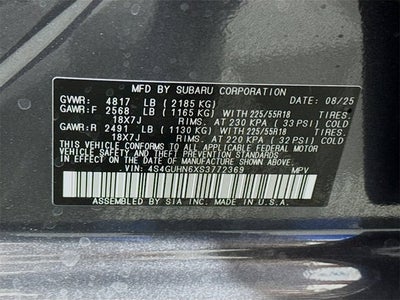 MFD BY SUBARU CORPORATION
GVWR: 4817 LB ( 2185 KG) DATE: 08/25
GAWR:F 2568 LB ( 1165 KG) WITH 225/55R18
18X7J RIMS. AT 230 KPA ( 33 PSI) COLD
GAWR:R 2491 LB ( 1130 KG) WITH 225/55R18
18X7J RIMS. AT 220 KPA ( 32 PSI) COLD
THIS VEHICLE CONFORMS TO ALL APPLICABLE FEDERAL MOTOR
VEHICLE SAFETY AND THEFT PREVENTION STANDARDS IN EFFECT
ON THE DATE OF MANUFACTURE SHOWN ABOVE.
VIN: 4S4GUHN6XS3772369 MPV
ASSEMBLED BY SIA INC. MADE IN U.S.A.